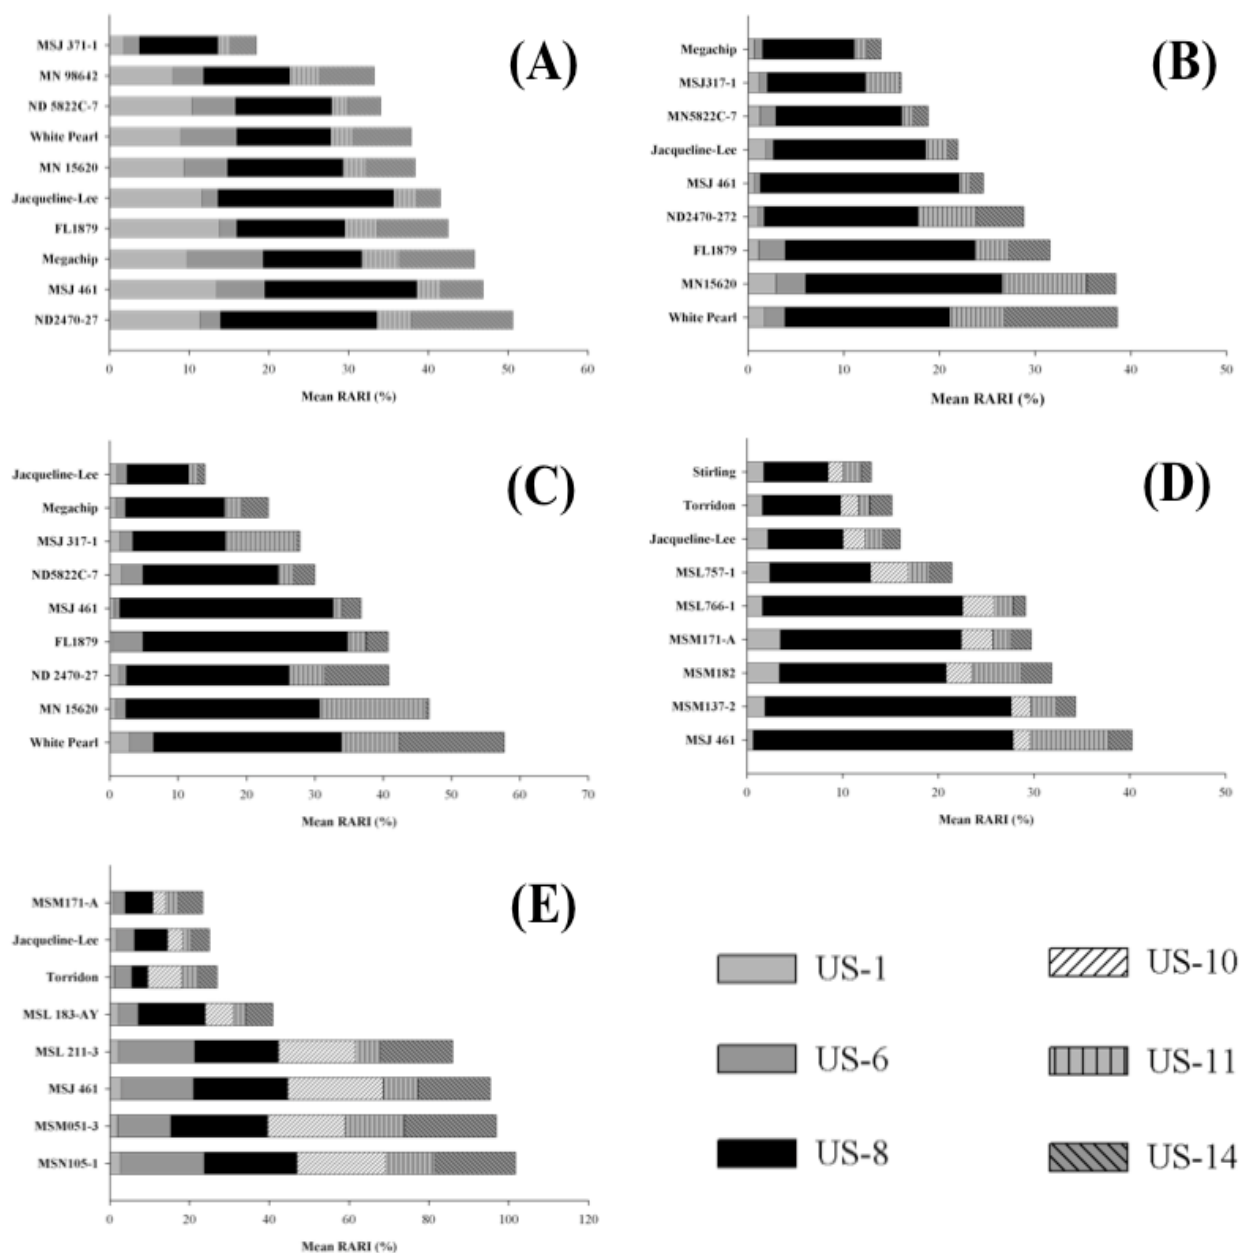 (A)
MSJ 371-1
MN 98642
ND 5822C-7
White Pearl
MN 15620
Jacqueline-Lee
FL1879
Megachip
MSJ 461
ND2470-27
0 10 20 30 40 50 60
Mean RARI (%)
(B)
Megachip
MSJ317-1
MN5822C-7
Jacqueline-Lee
MSJ 461
ND2470-272
FL1879
MN15620
White Pearl
0 10 20 30 40 50
Mean RARI (%)
(C)
Jacqueline-Lee
Megachip
MSJ 317-1
ND5822C-7
MSJ 461
FL1879
ND 2470-27
MN 15620
White Pearl
0 10 20 30 40 50 60 70
Mean RARI (%)
(D)
Stirling
Torridon
Jacqueline-Lee
MSL757-1
MSL766-1
MSM171-A
MSM182
MSM137-2
MSJ 461
0 10 20 30 40 50
Mean RARI (%)
(E)
MSM171-A
Jacqueline-Lee
Torridon
MSL 183-AY
MSL 211-3
MSJ 461
MSM051-3
MSN105-1
0 20 40 60 80 100 120
Mean RARI (%)
US-1
US-6
US-8
US-10
US-11
US-14